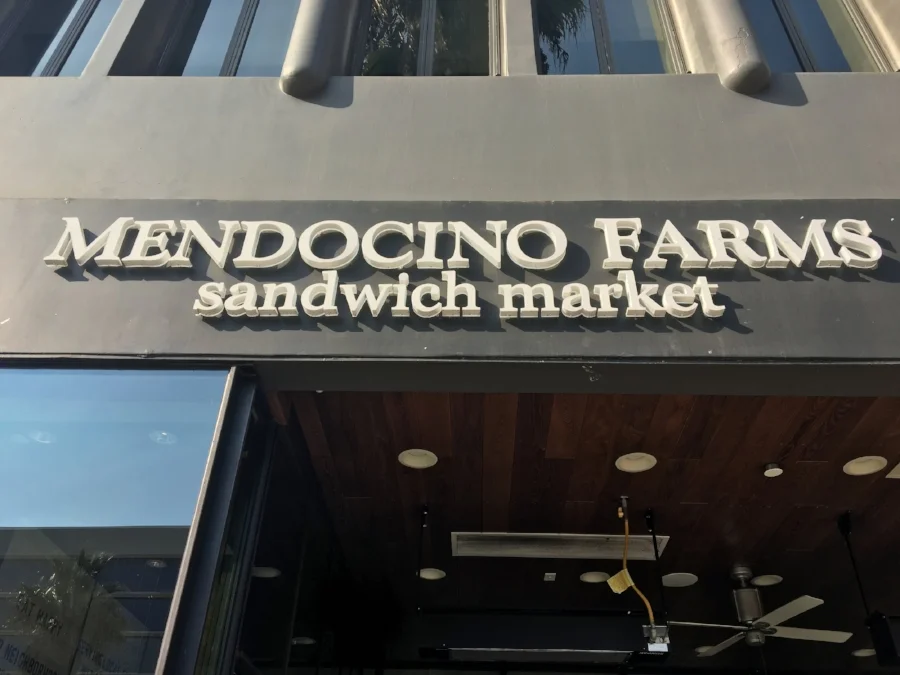 MENDOCINO FARMS
sandwich market